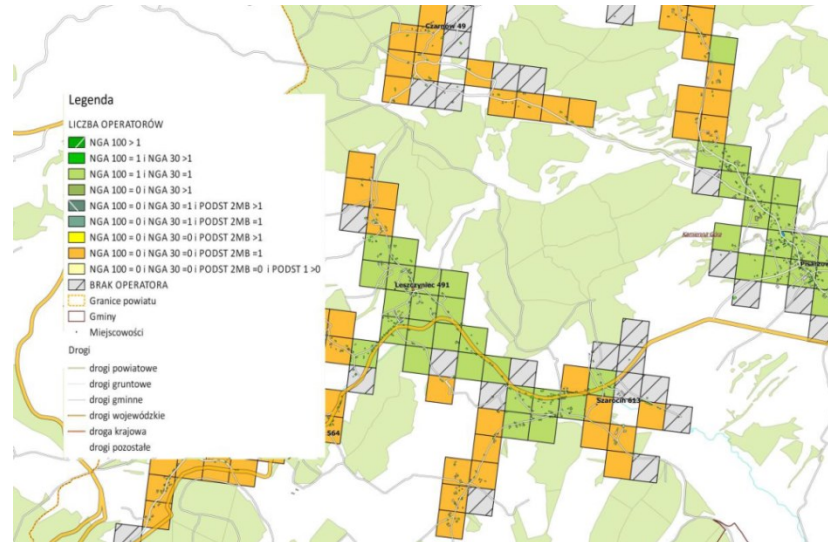 Czarnów 49
Legenda
LICZBA OPERATORÓW
NGA 100 > 1
NGA 100 = 1 i NGA 30 >1
NGA 100 = 1 i NGA 30 =1
NGA 100 = 0 i NGA 30 >1
NGA 100 = 0 i NGA 30 =1 i PODST 2MB >1
NGA 100 = 0 i NGA 30 =1 i PODST 2MB =1
NGA 100 = 0 i NGA 30 =0 i PODST 2MB >1
NGA 100 = 0 i NGA 30 =0 i PODST 2MB =1
NGA 100 = 0 i NGA 30 =0 i PODST 2MB =0 i PODST 1 >0
BRAK OPERATORA
Granice powiatu
Gminy
Miejscowości
Drogi
drogi powiatowe
drogi gruntowe
drogi gminne
drogi wojewódzkie
droga krajowa
drogi pozostałe
Leszczyniec 491
Szarocin 613
564